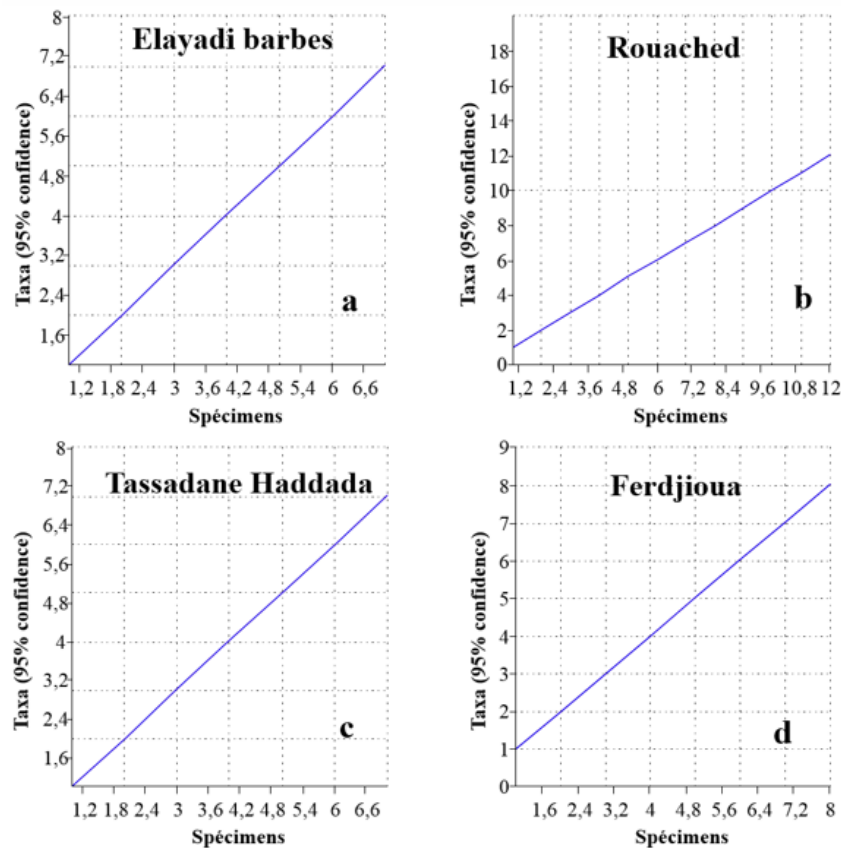 Elayadi barbes
Taxa (95% confidence)
8
7,2
6,4
5,6
4,8
4
3,2
2,4
1,6
a
1,2 1,8 2,4 3 3,6 4,2 4,8 6 6,6
Spécimens
Rouached
Taxa (95% confidence)
18
16
14
12
10
8
6
4
2
0
b
1,2 2,4 3,6 4,8 6 7,2 8,4 9,6 10,8 12
Spécimens
Tassadane Haddada
Taxa (95% confidence)
8
7,2
6,4
5,6
4,8
4
3,2
2,4
1,6
c
1,2 1,8 2,4 3 3,6 4,2 4,8 6 6,6
Spécimens
Ferdjioua
Taxa (95% confidence)
9
8
7
6
5
4
3
2
1
0
d
1,6 2,4 3,2 4 4,8 5,6 6,4 7,2 8
Spécimens